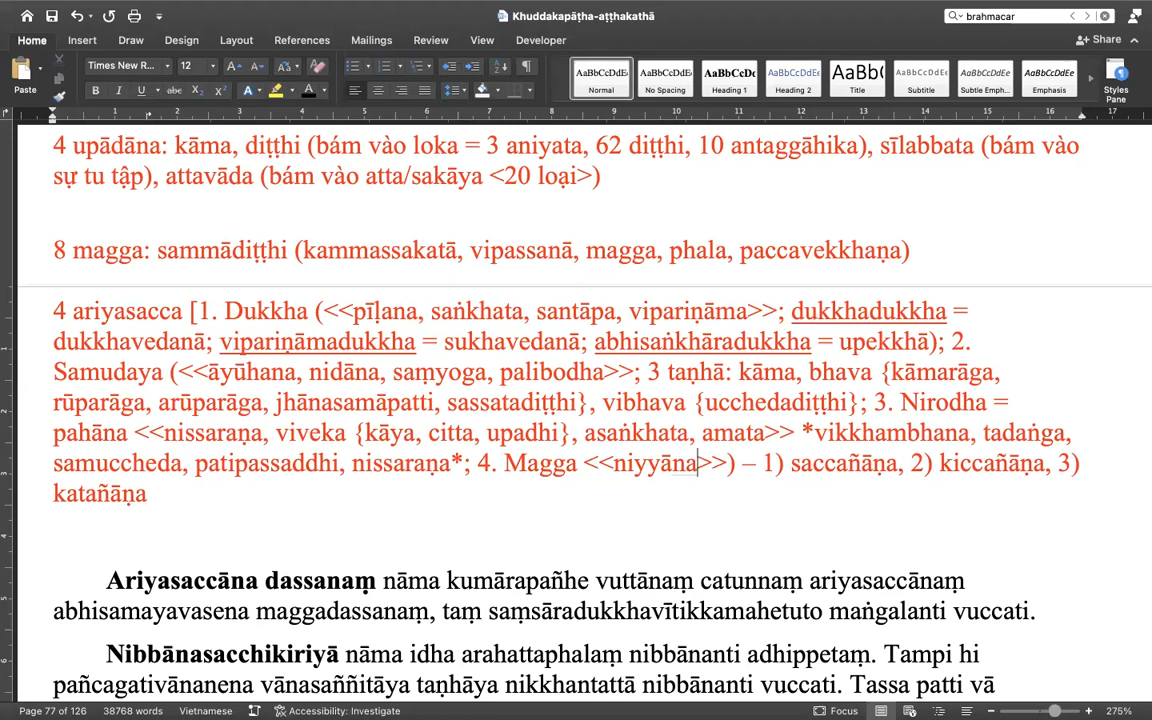 Khuddakapāṭha-aṭṭhakathā
brahmacar
Home Insert Draw Design Layout References Mailings Review View Developer
Share
Paste
Times New R... 12
AaBbCcDdE AaBbCcDdE AaBbCcDc AaBbCcDdE AaBb( AaBbCcDdE AaBbCcDdE AaBbCcDdE
Normal No Spacing Heading 1 Heading 2 Title Subtitle Subtle Emph... Emphasis
Styles Pane
4 upādāna: kāma, diṭṭhi (bám vào loka = 3 aniyata, 62 diṭṭhi, 10 antaggāhika), sīlabbata (bám vào
sự tu tập), attavāda (bám vào atta/sakāya <20 loại>)
8 magga: sammādiṭṭhi (kammassakatā, vipassanā, magga, phala, paccavekkhaṇa)
4 ariyasacca [1. Dukkha (<<pīḷana, saṅkhata, santāpa, vipariṇāma>>; dukkhadukkha =
dukkhavedanā; vipariṇāmadukkha = sukhavedanā; abhisaṅkhāradukkha = upekkhā); 2.
Samudaya (<<āyūhana, nidāna, saṃyoga, palibodha>>; 3 taṇhā: kāma, bhava {kāmarāga,
rūparāga, arūparāga, jhānasamāpatti, sassatadiṭṭhi}, vibhava {ucchedadiṭṭhi}; 3. Nirodha =
pahāna <<nissaraṇa, viveka {kāya, citta, upadhi}, asaṅkhata, amata>> *vikkhambhana, tadaṅga,
samuccheda, patipassaddhi, nissaraṇa*; 4. Magga <<niyyāna>>) – 1) saccañāṇa, 2) kiccañāṇa, 3)
katañāṇa
Ariyasaccāna dassanaṃ nāma kumārapañhe vuttānaṃ catunnaṃ ariyasaccānaṃ
abhisamayavasena maggadassanaṃ, taṃ saṃsāradukkhavītikkamahetuto maṅgalanti vuccati.
Nibbānasacchikiriyā nāma idha arahattaphalaṃ nibbānanti adhippetaṃ. Tampi hi
pañcagativānanena vānasaññitāya taṇhāya nikkhantattā nibbānanti vuccati. Tassa patti vā
Page 77 of 126 38768 words Vietnamese Accessibility: Investigate Focus 275%